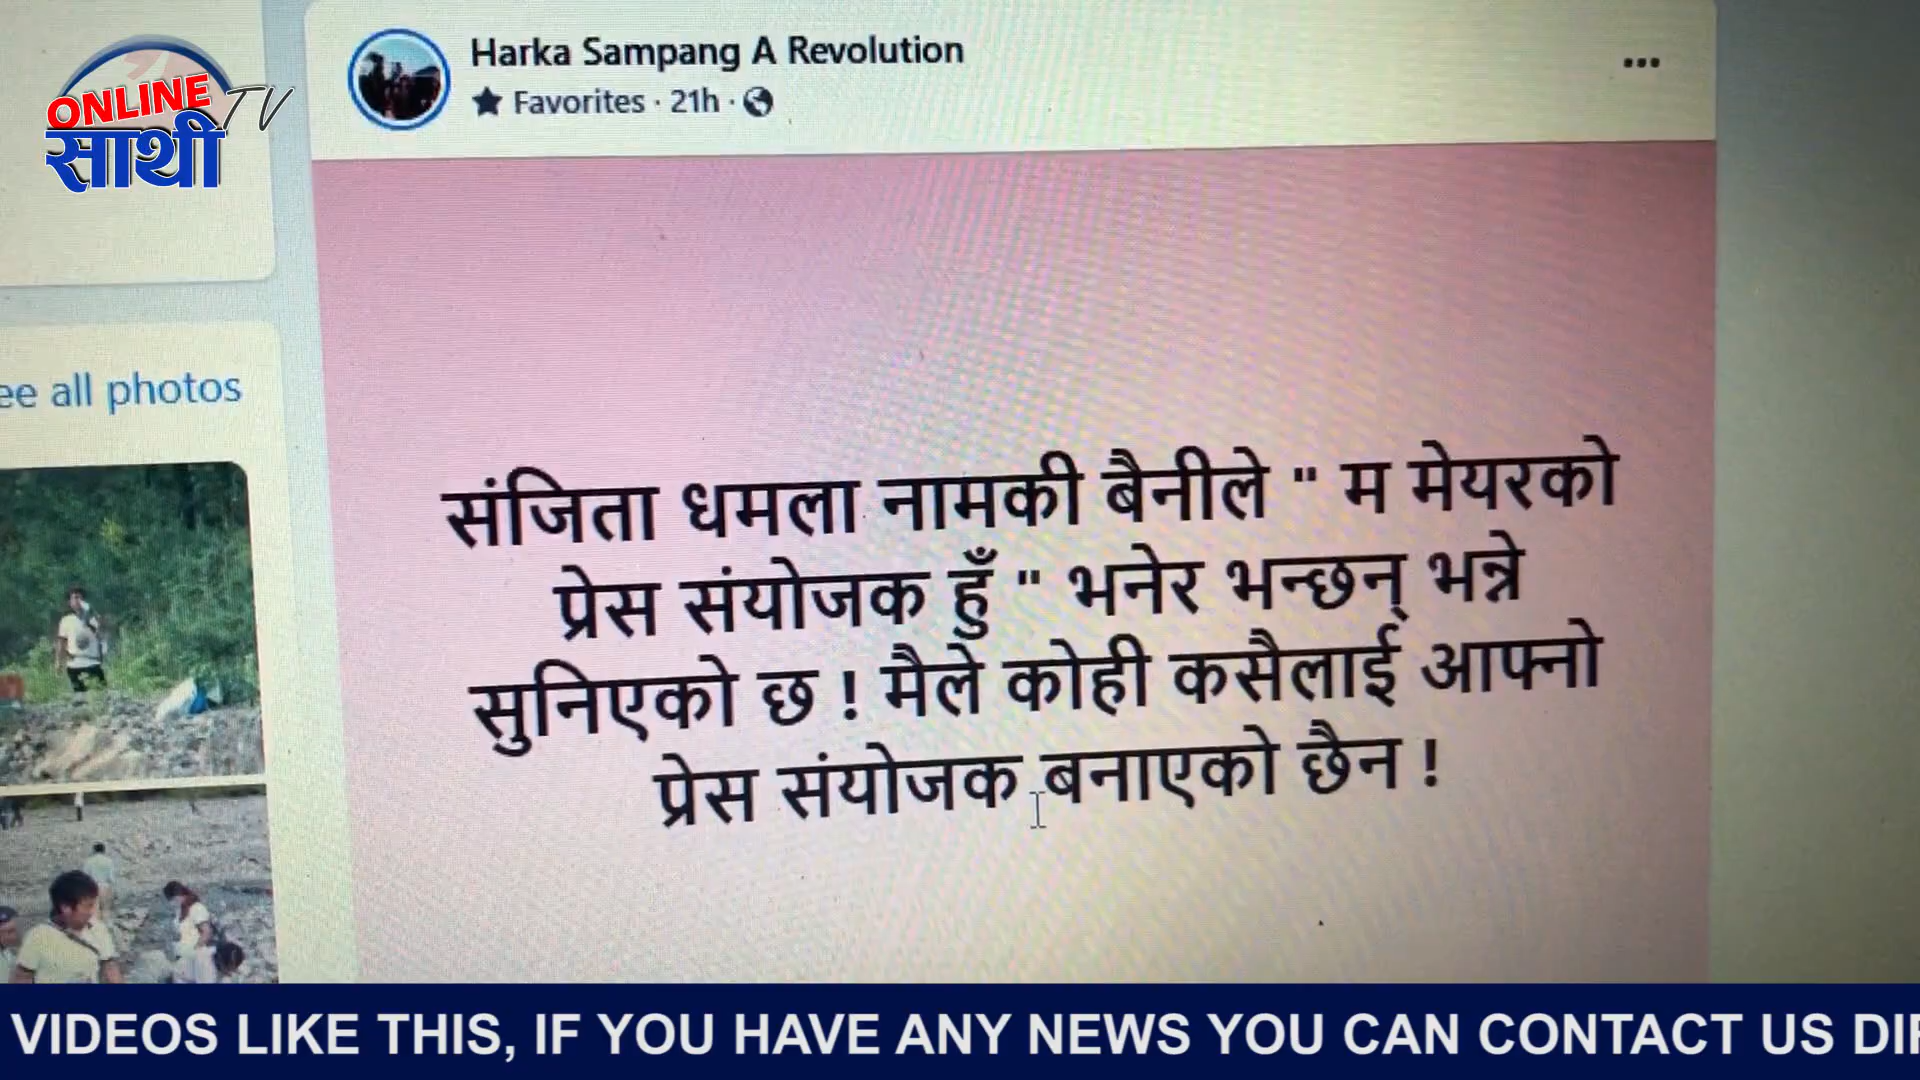 ONLINE TV
साथी
Harka Sampang A Revolution
Favorites · 21h ·
ee all photos
संजिता धमला नामकी बैनीले " म मेयरको
प्रेस संयोजक हुँ " भनेर भन्छन् भन्ने
सुनिएको छ ! मैले कोही कसैलाई आफ्नो
प्रेस संयोजक बनाएको छैन !
VIDEOS LIKE THIS, IF YOU HAVE ANY NEWS YOU CAN CONTACT US DIR